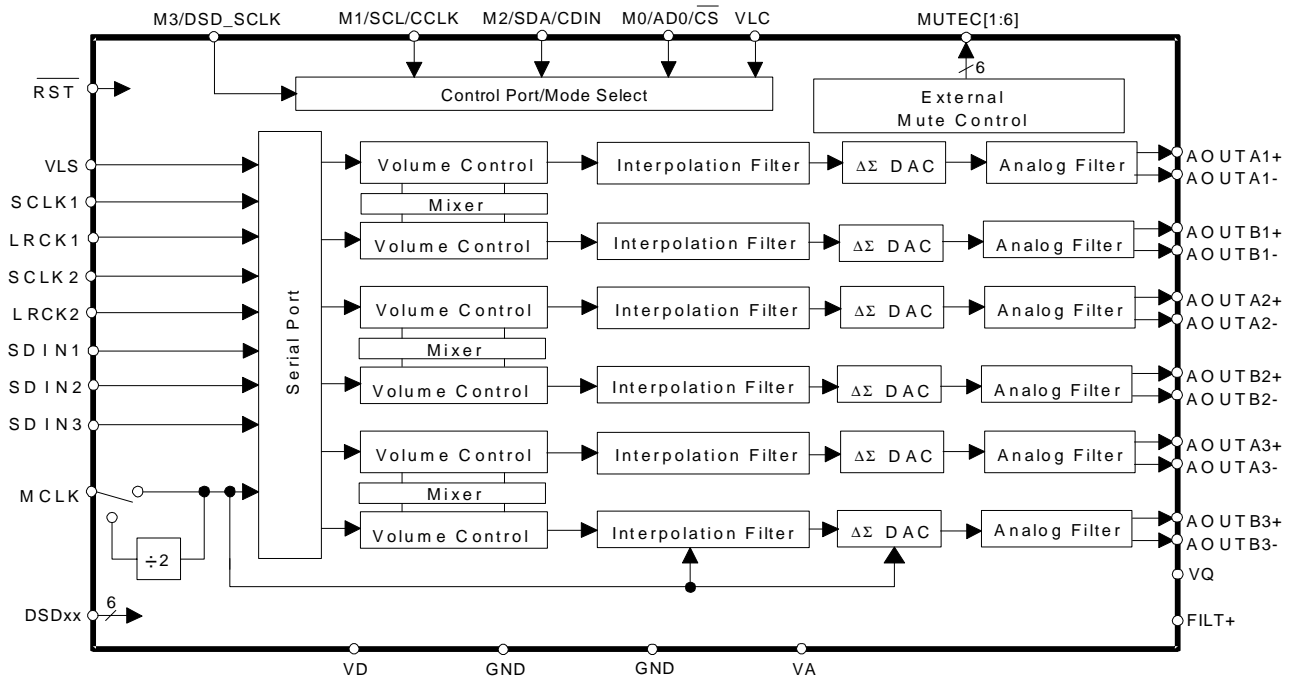 M3/DSD_SCLK
M1/SCL/CCLK
M2/SDA/CDIN
M0/AD0/C̅S̅
VLC
MUTEC[1:6]
6
R̅S̅T̅
Control Port/Mode Select
External
Mute Control
VLS
SCLK1
LRCK1
SCLK2
LRCK2
SDIN1
SDIN2
SDIN3
MCLK
÷2
DSDxx
6
Serial Port
Volume Control
Interpolation Filter
ΔΣ DAC
Analog Filter
AOUTA1+
AOUTA1-
Mixer
Volume Control
Interpolation Filter
ΔΣ DAC
Analog Filter
AOUTB1+
AOUTB1-
Volume Control
Interpolation Filter
ΔΣ DAC
Analog Filter
AOUTA2+
AOUTA2-
Mixer
Volume Control
Interpolation Filter
ΔΣ DAC
Analog Filter
AOUTB2+
AOUTB2-
Volume Control
Interpolation Filter
ΔΣ DAC
Analog Filter
AOUTA3+
AOUTA3-
Mixer
Volume Control
Interpolation Filter
ΔΣ DAC
Analog Filter
AOUTB3+
AOUTB3-
VQ
FILT+
VD
GND
GND
VA